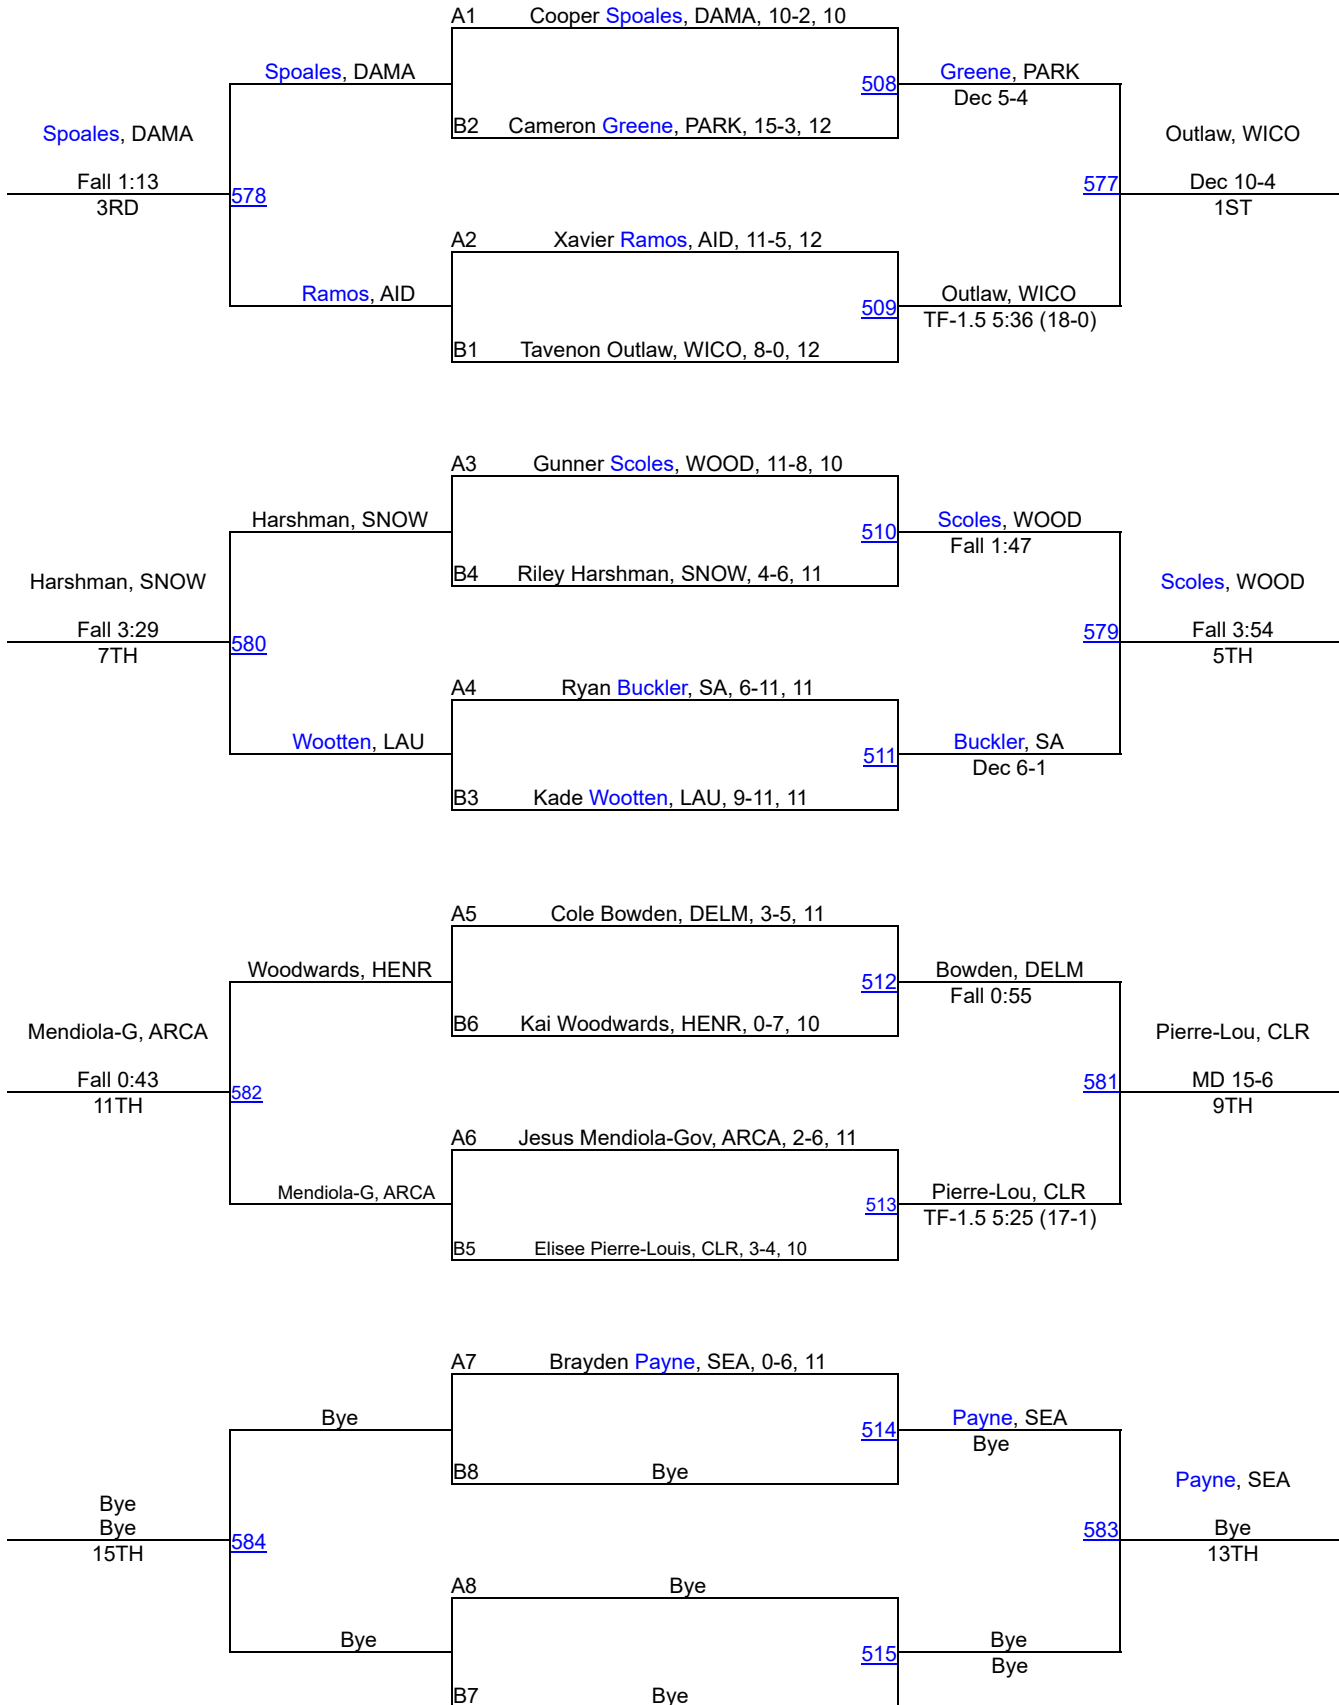 A1 Cooper Spoales, DAMA, 10-2, 10
Spoales, DAMA
508
Greene, PARK
Dec 5-4
B2 Cameron Greene, PARK, 15-3, 12
Spoales, DAMA
Outlaw, WICO
Fall 1:13
3RD
578
577
Dec 10-4
1ST
A2 Xavier Ramos, AID, 11-5, 12
Ramos, AID
509
Outlaw, WICO
TF-1.5 5:36 (18-0)
B1 Tavenon Outlaw, WICO, 8-0, 12
A3 Gunner Scoles, WOOD, 11-8, 10
Harshman, SNOW
510
Scoles, WOOD
Fall 1:47
B4 Riley Harshman, SNOW, 4-6, 11
Harshman, SNOW
Scoles, WOOD
Fall 3:29
7TH
580
579
Fall 3:54
5TH
A4 Ryan Buckler, SA, 6-11, 11
Wootten, LAU
511
Buckler, SA
Dec 6-1
B3 Kade Wootten, LAU, 9-11, 11
A5 Cole Bowden, DELM, 3-5, 11
Woodwards, HENR
512
Bowden, DELM
Fall 0:55
B6 Kai Woodwards, HENR, 0-7, 10
Mendiola-G, ARCA
Pierre-Lou, CLR
Fall 0:43
11TH
582
581
MD 15-6
9TH
A6 Jesus Mendiola-Gov, ARCA, 2-6, 11
Mendiola-G, ARCA
513
Pierre-Lou, CLR
TF-1.5 5:25 (17-1)
B5 Elisee Pierre-Louis, CLR, 3-4, 10
A7 Brayden Payne, SEA, 0-6, 11
Bye
514
Payne, SEA
Bye
B8 Bye
Payne, SEA
Bye
Bye
15TH
584
583
Bye
13TH
A8 Bye
Bye
515
Bye
Bye
B7 Bye